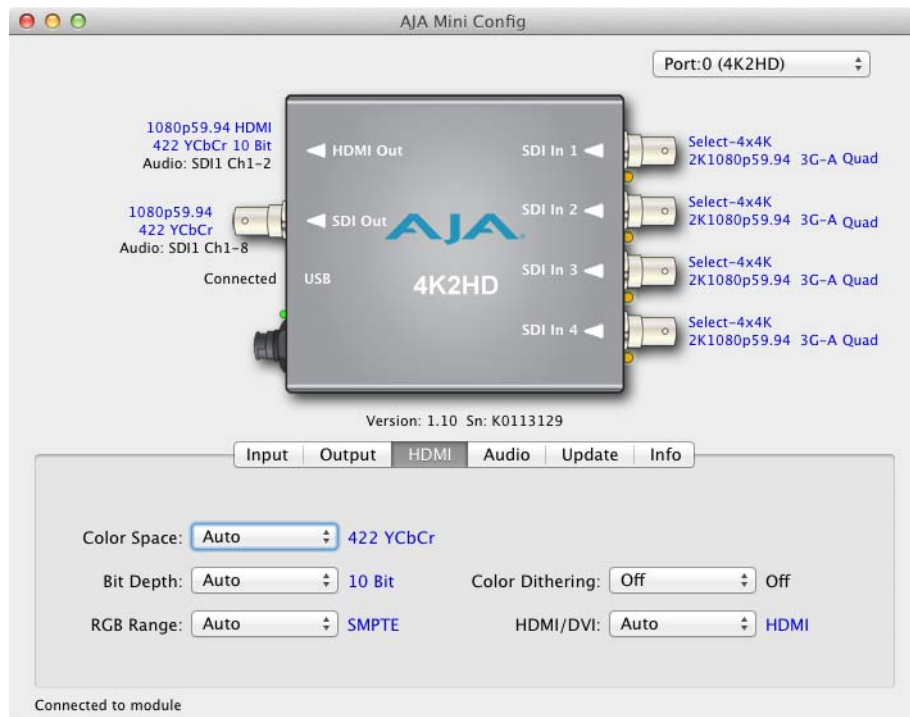 AJA Mini Config
Port:0 (4K2HD)
1080p59.94 HDMI
422 YCbCr 10 Bit
Audio: SDI1 Ch1-2
HDMI Out
SDI In 1
Select-4x4K
2K1080p59.94 3G-A Quad
1080p59.94
422 YCbCr
Audio: SDI1 Ch1-8
SDI Out
AJA
SDI In 2
Select-4x4K
2K1080p59.94 3G-A Quad
Connected
USB
4K2HD
SDI In 3
Select-4x4K
2K1080p59.94 3G-A Quad
SDI In 4
Select-4x4K
2K1080p59.94 3G-A Quad
Version: 1.10 Sn: K0113129
Input Output HDMI Audio Update Info
Color Space: Auto 422 YCbCr
Bit Depth: Auto 10 Bit Color Dithering: Off Off
RGB Range: Auto SMPTE HDMI/DVI: Auto HDMI
Connected to module